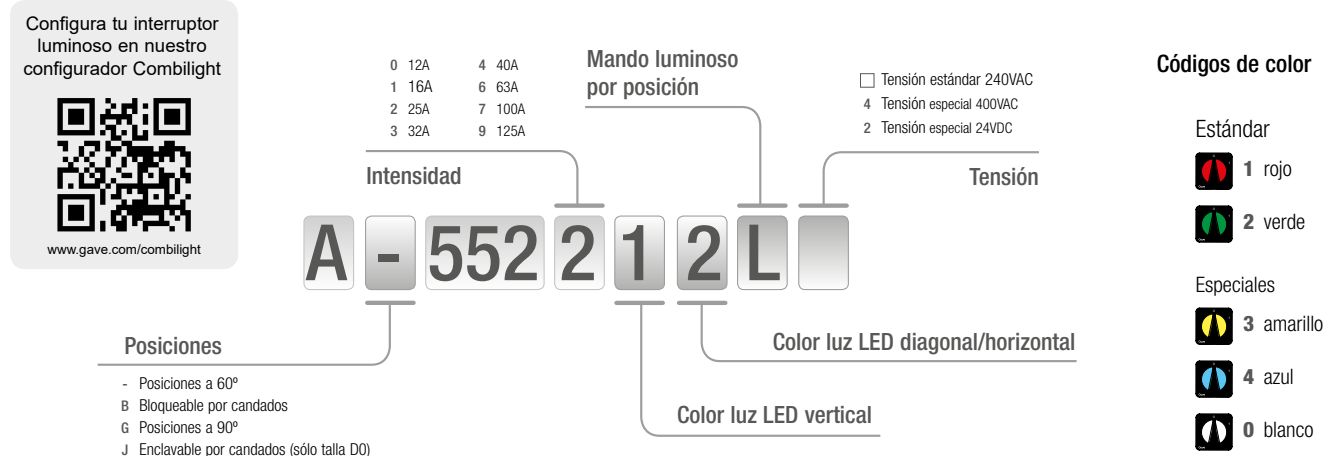 Configura tu interruptor
luminoso en nuestro
configurador Combilight
www.gave.com/combilight
0 12A 4 40A
1 16A 6 63A
2 25A 7 100A
3 32A 9 125A
Intensidad
Mando luminoso
por posición
Tensión estándar 240VAC
4 Tensión especial 400VAC
2 Tensión especial 24VDC
Tensión
A - 552 2 1 2 L
Posiciones
- Posiciones a 60º
B Bloqueable por candados
G Posiciones a 90º
J Enclavable por candados (sólo talla D0)
Color luz LED diagonal/horizontal
Color luz LED vertical
Códigos de color
Estándar
1 rojo
2 verde
Especiales
3 amarillo
4 azul
0 blanco